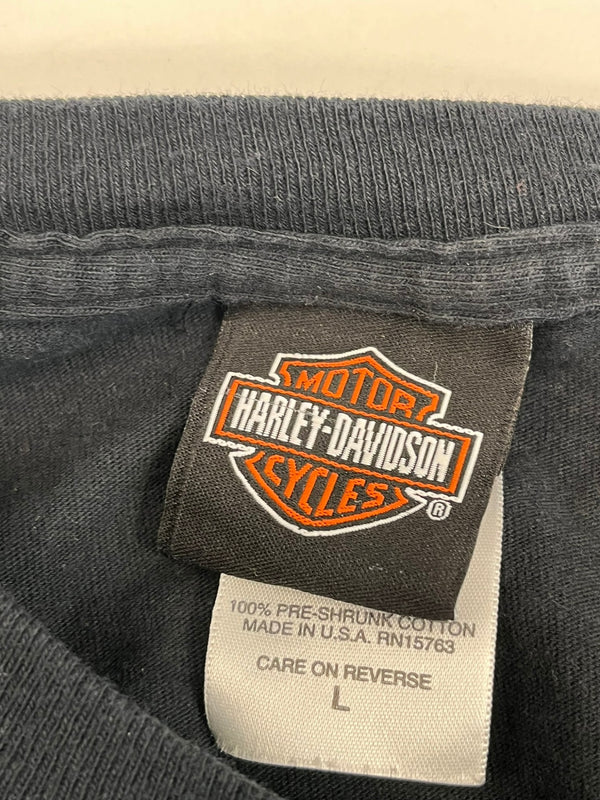 MOTOR
HARLEY-DAVIDSON
CYCLES
®
100% PRE-SHRUNK COTTON
MADE IN U.S.A. RN15763
CARE ON REVERSE
L